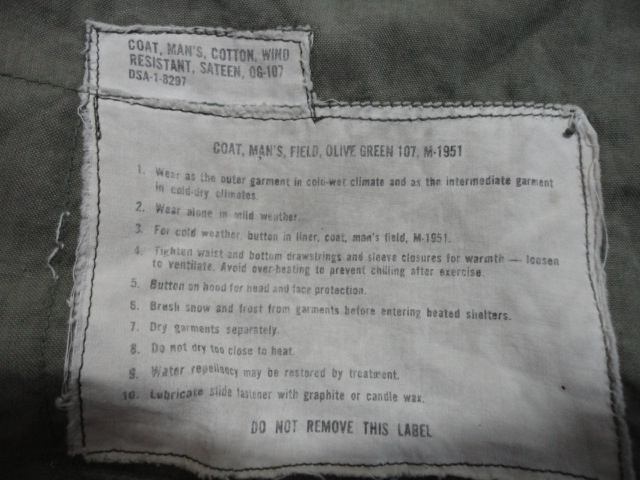 COAT, MAN'S, COTTON, WIND
RESISTANT, SATEEN, OG-107
DSA-1-8297
COAT, MAN'S, FIELD, OLIVE GREEN 107, M-1951
1. Wear as the outer garment in cold-wet climate and as the intermediate garment
in cold-dry climates.
2. Wear alone in mild weather.
3. For cold weather, button in liner, coat, man's field, M-1951.
4. Tighten waist and bottom drawstrings and sleeve closures for warmth — loosen
to ventilate. Avoid over-heating to prevent chilling after exercise.
5. Button on hood for head and face protection.
6. Brush snow and frost from garments before entering heated shelters.
7. Dry garments separately.
8. Do not dry too close to heat.
9. Water repellency may be restored by treatment.
10. Lubricate slide fastener with graphite or candle wax.
DO NOT REMOVE THIS LABEL